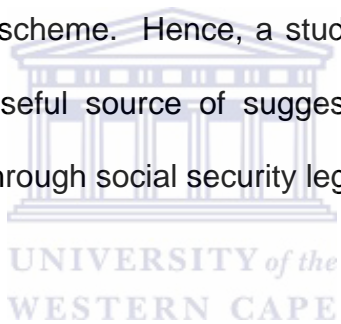 scheme. Hence, a stud
seful source of sugges
hrough social security leg
UNIVERSITY of the
WESTERN CAPE